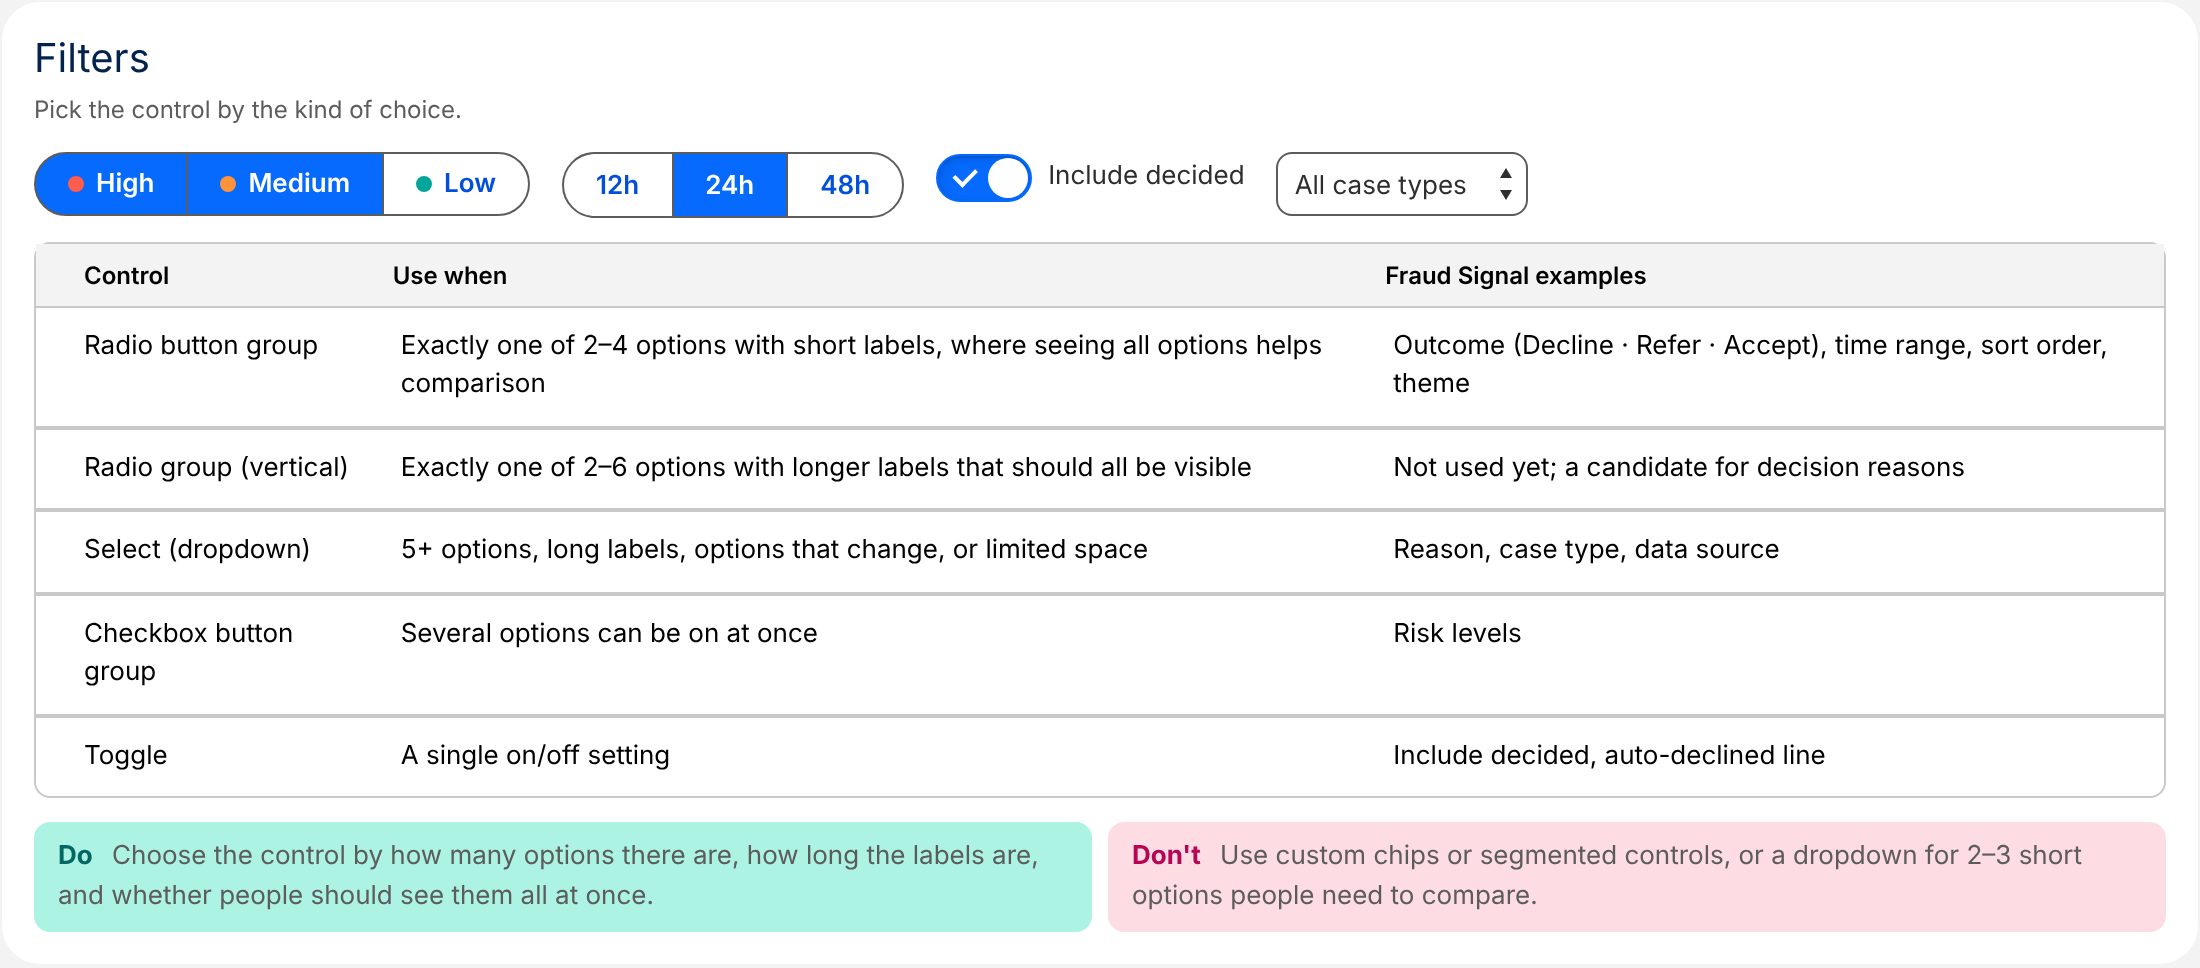 Filters
Pick the control by the kind of choice.
High Medium Low 12h 24h 48h Include decided All case types
Control Use when Fraud Signal examples
Radio button group Exactly one of 2–4 options with short labels, where seeing all options helps Outcome (Decline · Refer · Accept), time range, sort order,
comparison theme
Radio group (vertical) Exactly one of 2–6 options with longer labels that should all be visible Not used yet; a candidate for decision reasons
Select (dropdown) 5+ options, long labels, options that change, or limited space Reason, case type, data source
Checkbox button Several options can be on at once Risk levels
group
Toggle A single on/off setting Include decided, auto-declined line
Do Choose the control by how many options there are, how long the labels are,
and whether people should see them all at once.
Don't Use custom chips or segmented controls, or a dropdown for 2–3 short
options people need to compare.